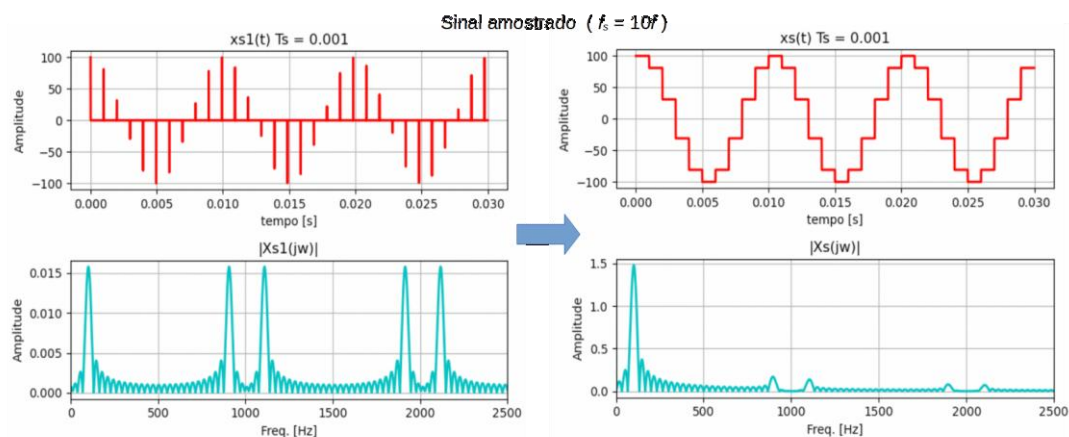 Sinal amostrado ( fs = 10f )
xs1(t) Ts = 0.001
Amplitude
100
50
0
−50
−100
0.000 0.005 0.010 0.015 0.020 0.025 0.030
tempo [s]
xs(t) Ts = 0.001
Amplitude
100
50
0
−50
−100
0.000 0.005 0.010 0.015 0.020 0.025 0.030
tempo [s]
|Xs1(jw)|
Amplitude
0.015
0.010
0.005
0.000
0 500 1000 1500 2000 2500
Freq. [Hz]
|Xs(jw)|
Amplitude
1.5
1.0
0.5
0.0
0 500 1000 1500 2000 2500
Freq. [Hz]